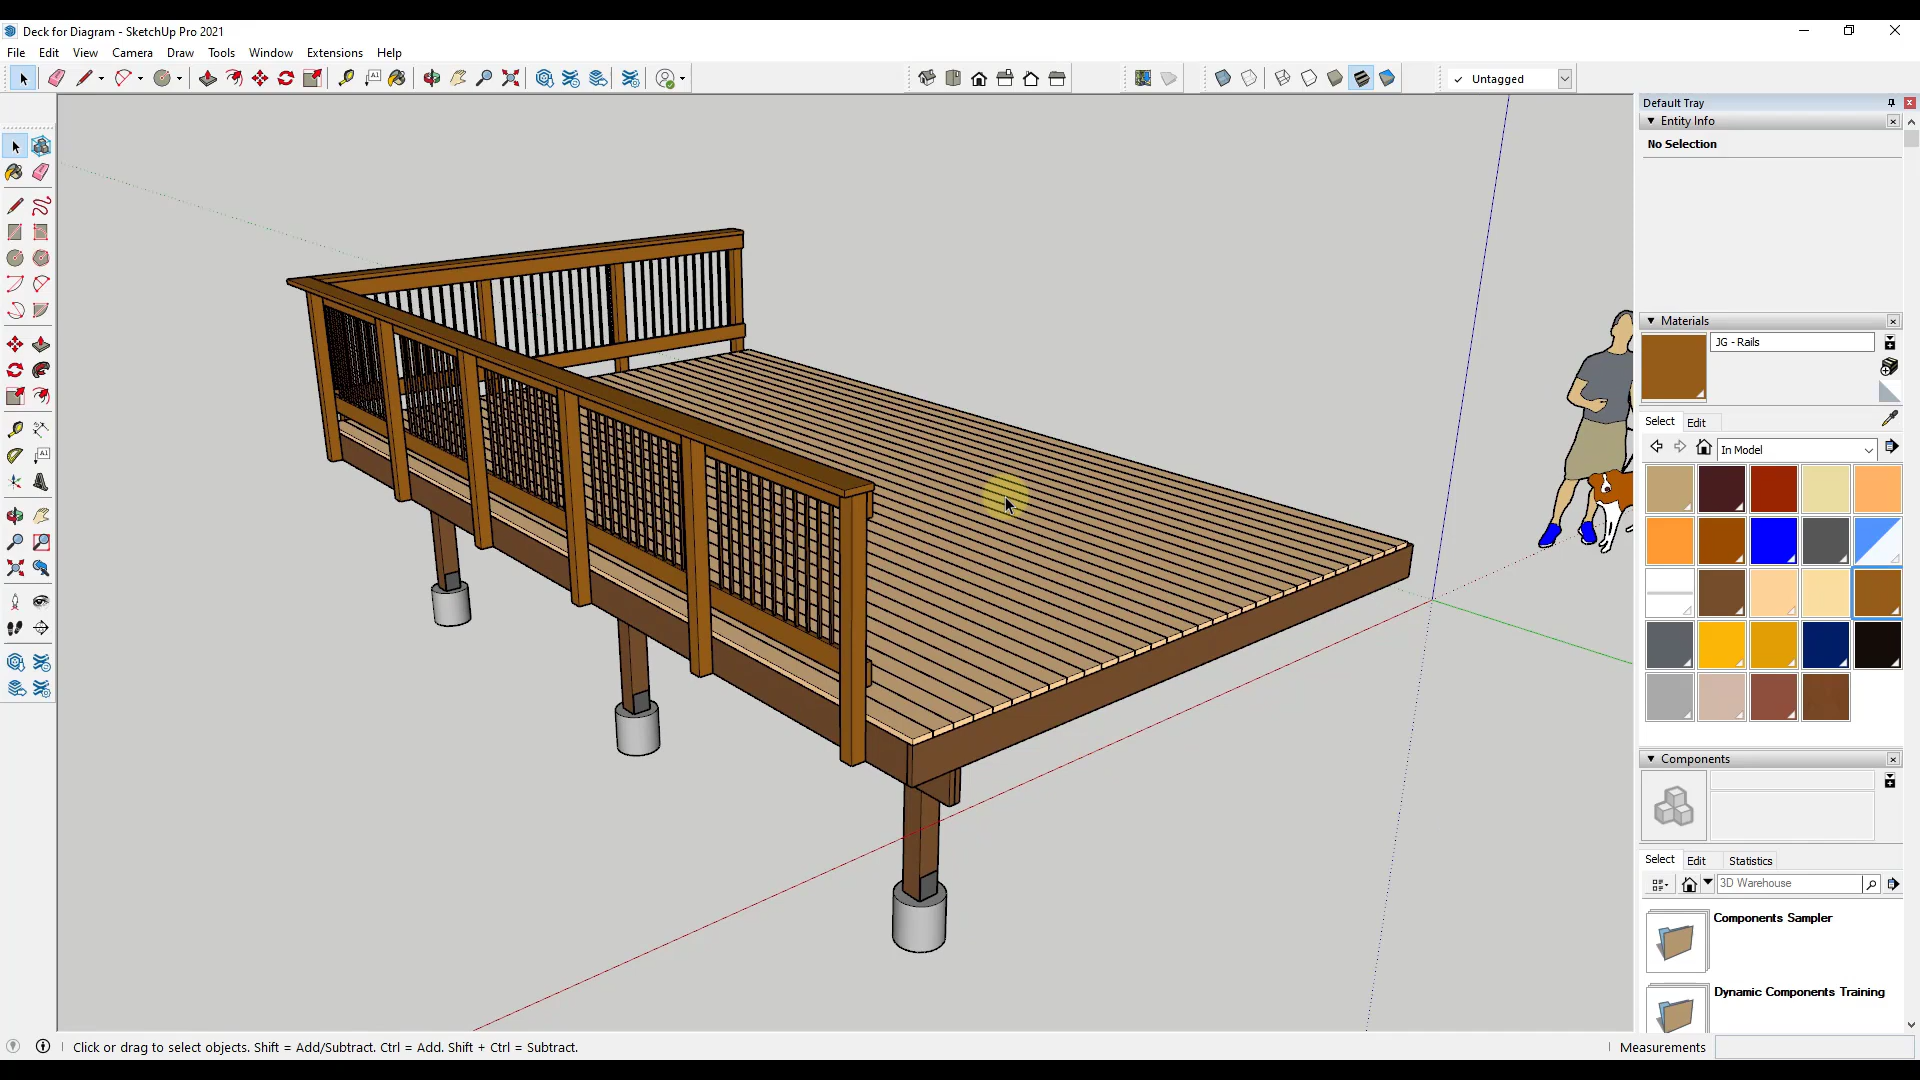 Deck for Diagram - SketchUp Pro 2021
File Edit View Camera Draw Tools Window Extensions Help
A1
Untagged
Default Tray
Entity Info
No Selection
Materials
JG - Rails
Select Edit
In Model
A1
Components
Select Edit Statistics
3D Warehouse
Components Sampler
Dynamic Components Training
Click or drag to select objects. Shift = Add/Subtract. Ctrl = Add. Shift + Ctrl = Subtract.
Measurements